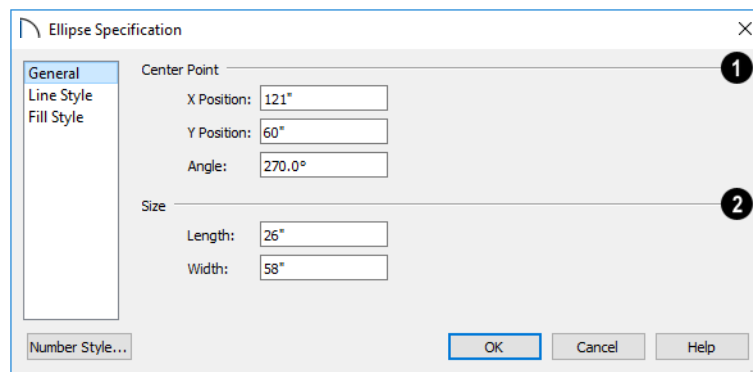 Ellipse Specification
General
Line Style
Fill Style
Center Point
1
X Position: 121"
Y Position: 60"
Angle: 270.0°
Size
2
Length: 26"
Width: 58"
Number Style...
OK
Cancel
Help